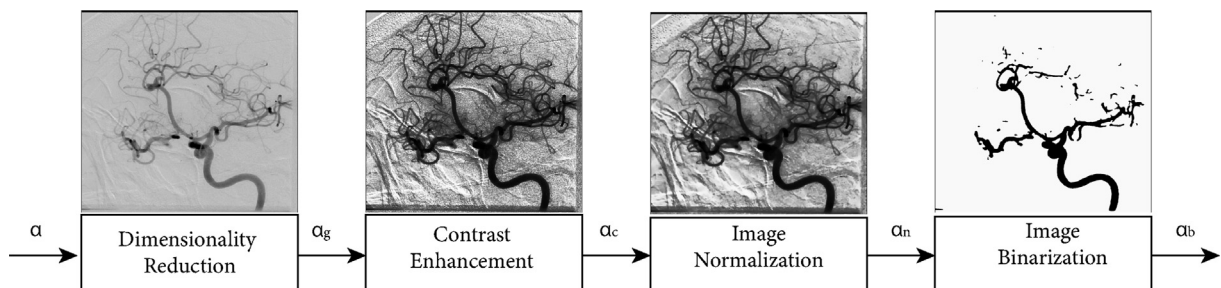 α
Dimensionality
Reduction
αg
Contrast
Enhancement
αc
Image
Normalization
αn
Image
Binarization
αb